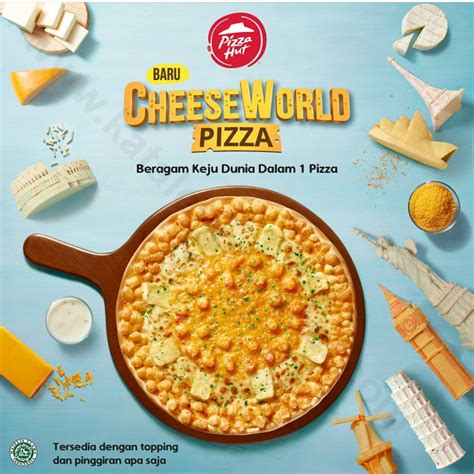 Pizza
Hut
BARU
CHEESEWORLD
PIZZA
Beragam Keju Dunia Dalam 1 Pizza
Tersedia dengan topping
dan pinggiran apa saja